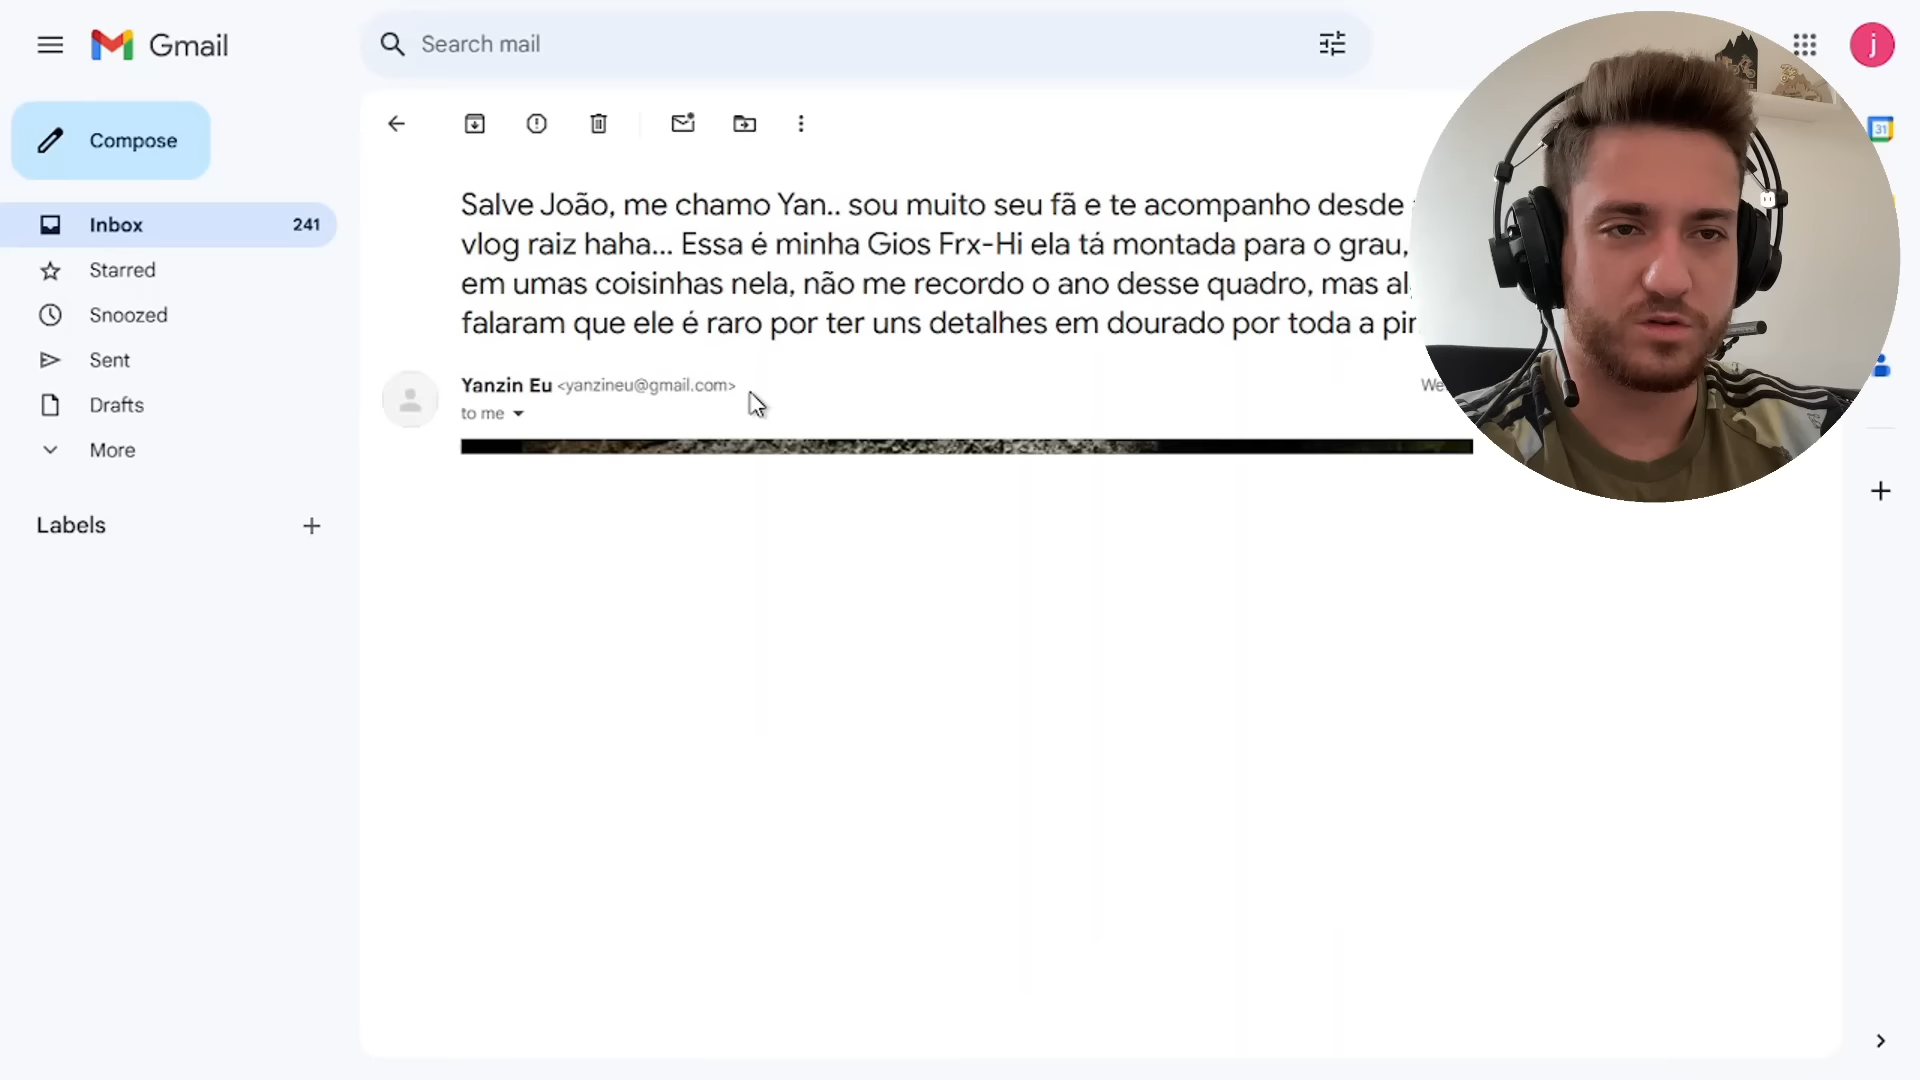 Gmail
Search mail
j
Compose
31
Salve João, me chamo Yan.. sou muito seu fã e te acompanho desde
Inbox 241
vlog raiz haha... Essa é minha Gios Frx-Hi ela tá montada para o grau,
Starred
em umas coisinhas nela, não me recordo o ano desse quadro, mas
Snoozed
falaram que ele é raro por ter uns detalhes em dourado por toda a
Sent
Yanzin Eu <yanzineu@gmail.com>
to me
Drafts
More
Labels